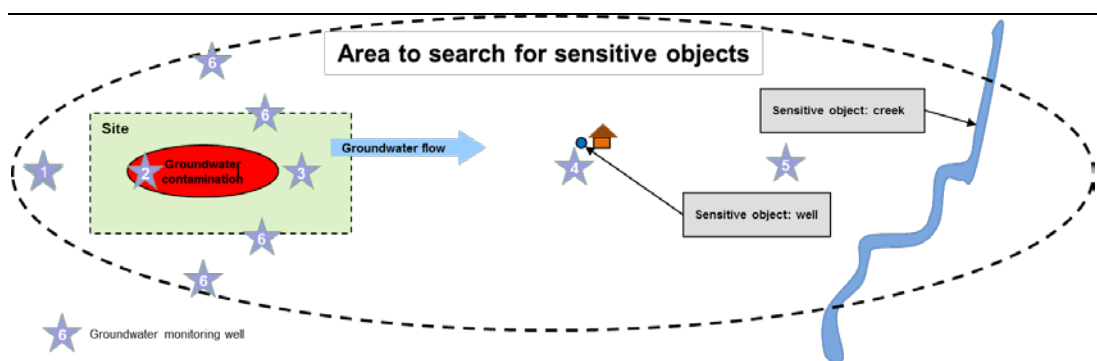 Area to search for sensitive objects
6
6
Sensitive object: creek
Site
Groundwater flow
Groundwater
contamination
1
2
3
4
5
Sensitive object: well
6
6
6
Groundwater monitoring well